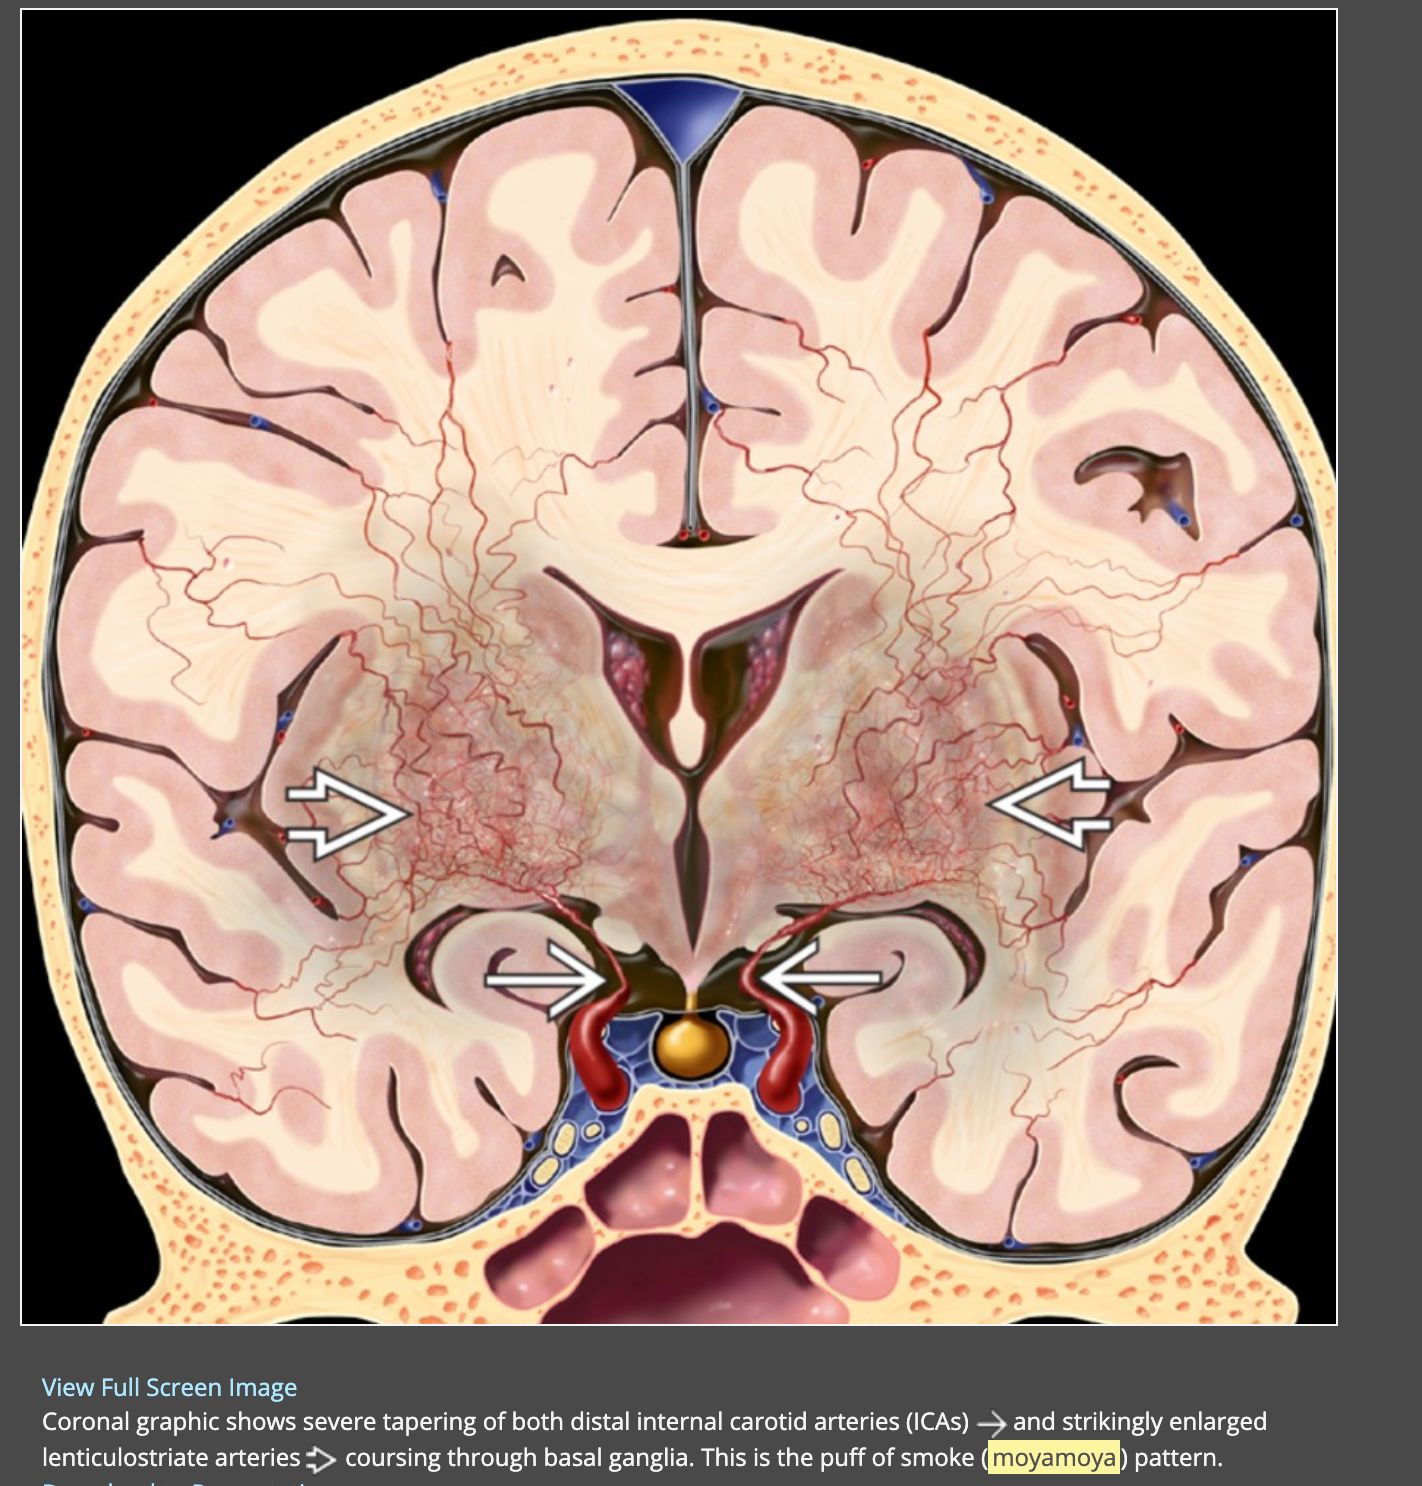 View Full Screen Image
Coronal graphic shows severe tapering of both distal internal carotid arteries (ICAs) → and strikingly enlarged
lenticulostriate arteries ⇨ coursing through basal ganglia. This is the puff of smoke (moyamoya) pattern.